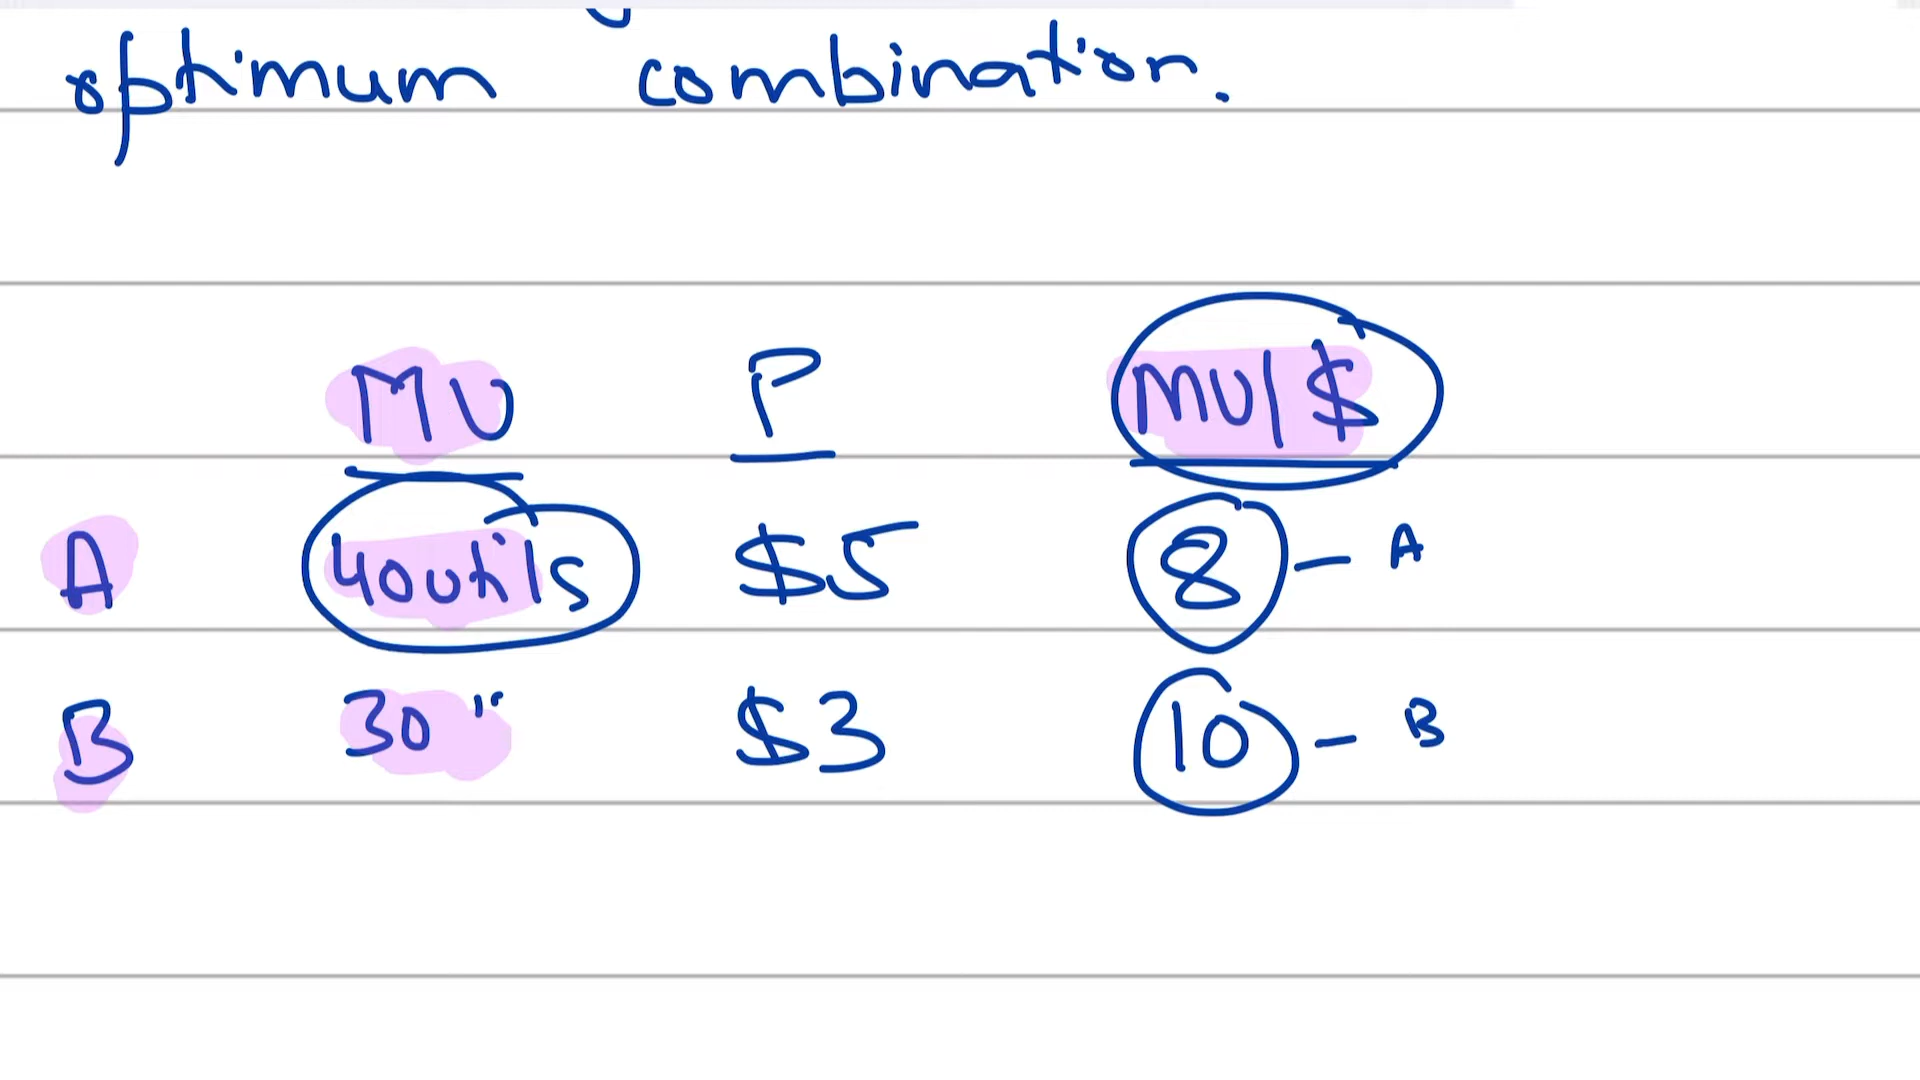 optimum combination.
MU P MU/$
A 40utils $5 8 - A
B 30 " $3 10 - B